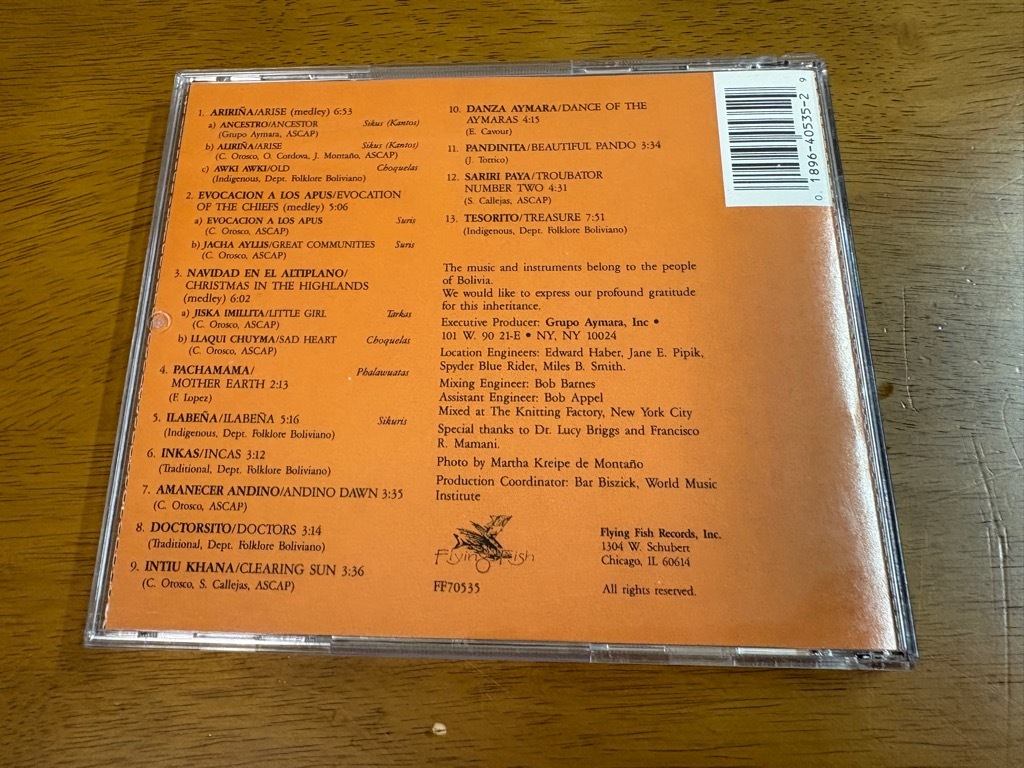 1. ARIRIÑA/ARISE (medley) 6:53
a) ANCESTRO/ANCESTOR Sikus (Kantos)
(Grupo Aymara, ASCAP)
b) ALIRIÑA/ARISE Sikus (Kantos)
(C. Orosco, O. Cordova, J. Montaño, ASCAP)
c) AWKI AWKI/OLD Choquelas
(Indigenous, Dept. Folklore Boliviano)
2. EVOCACION A LOS APUS/EVOCATION
OF THE CHIEFS (medley) 5:06
a) EVOCACION A LOS APUS Suris
(C. Orosco, ASCAP)
b) JACHA AYLLIS/GREAT COMMUNITIES Suris
(C. Orosco, ASCAP)
3. NAVIDAD EN EL ALTIPLANO/
CHRISTMAS IN THE HIGHLANDS
(medley) 6:02
a) JISKA IMILLITA/LITTLE GIRL Tarkas
(C. Orosco, ASCAP)
b) LLAQUI CHUYMA/SAD HEART Choquelas
(C. Orosco, ASCAP)
4. PACHAMAMA/ Phalawuatas
MOTHER EARTH 2:13
(F. Lopez)
5. ILABEÑA/ILABEÑA 5:16 Sikuris
(Indigenous, Dept. Folklore Boliviano)
6. INKAS/INCAS 3:12
(Traditional, Dept. Folklore Boliviano)
7. AMANECER ANDINO/ANDINO DAWN 3:35
(C. Orosco, ASCAP)
8. DOCTORSITO/DOCTORS 3:14
(Traditional, Dept. Folklore Boliviano)
9. INTIU KHANA/CLEARING SUN 3:36
(C. Orosco, S. Callejas, ASCAP)
10. DANZA AYMARA/DANCE OF THE
AYMARAS 4:15
(E. Cavour)
11. PANDINITA/BEAUTIFUL PANDO 3:34
(J. Torrico)
12. SARIRI PAYA/TROUBATOR
NUMBER TWO 4:31
(S. Callejas, ASCAP)
13. TESORITO/TREASURE 7:51
(Indigenous, Dept. Folklore Boliviano)
The music and instruments belong to the people
of Bolivia.
We would like to express our profound gratitude
for this inheritance.
Executive Producer: Grupo Aymara, Inc •
101 W. 90 21-E • NY, NY 10024
Location Engineers: Edward Haber, Jane E. Pipik,
Spyder Blue Rider, Miles B. Smith.
Mixing Engineer: Bob Barnes
Assistant Engineer: Bob Appel
Mixed at The Knitting Factory, New York City
Special thanks to Dr. Lucy Briggs and Francisco
R. Mamani.
Photo by Martha Kreipe de Montaño
Production Coordinator: Bar Biszick, World Music
Institute
Flying Fish
FF70535
Flying Fish Records, Inc.
1304 W. Schubert
Chicago, IL 60614
All rights reserved.
0 1896-40535-2 9